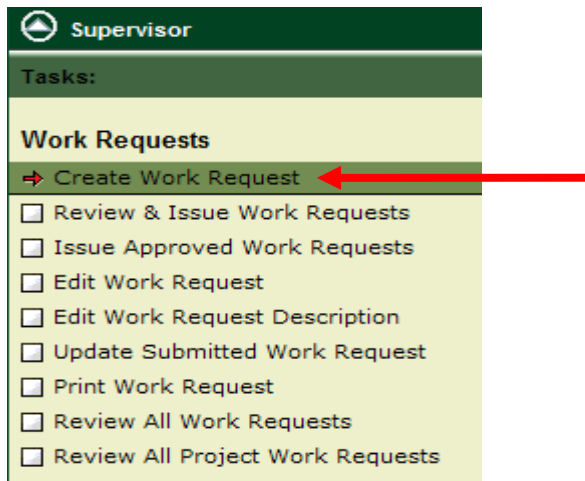 Supervisor
Tasks:
Work Requests
Create Work Request
Review & Issue Work Requests
Issue Approved Work Requests
Edit Work Request
Edit Work Request Description
Update Submitted Work Request
Print Work Request
Review All Work Requests
Review All Project Work Requests